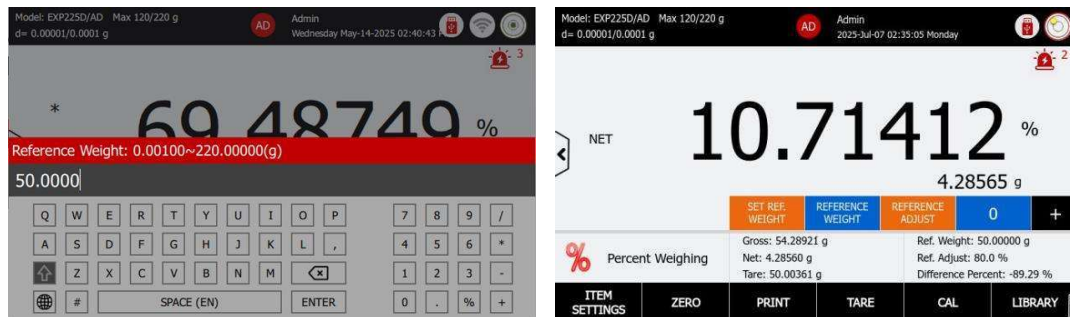 Model: EXP225D/AD Max 120/220 g
d= 0.00001/0.0001 g
AD
Admin
Wednesday May-14-2025 02:40:43
3
*
69.48749 %
Reference Weight: 0.00100~220.00000(g)
50.0000
Q W E R T Y U I O P 7 8 9 /
A S D F G H J K L , 4 5 6 *
Z X C V B N M 1 2 3 -
# SPACE (EN) ENTER 0 . % +
Model: EXP225D/AD Max 120/220 g
d= 0.00001/0.0001 g
AD
Admin
2025-Jul-07 02:35:05 Monday
2
NET
10.71412 %
4.28565 g
SET REF. WEIGHT
REFERENCE WEIGHT
REFERENCE ADJUST
0
+
% Percent Weighing
Gross: 54.28921 g
Net: 4.28560 g
Tare: 50.00361 g
Ref. Weight: 50.00000 g
Ref. Adjust: 80.0 %
Difference Percent: -89.29 %
ITEM SETTINGS
ZERO
PRINT
TARE
CAL
LIBRARY